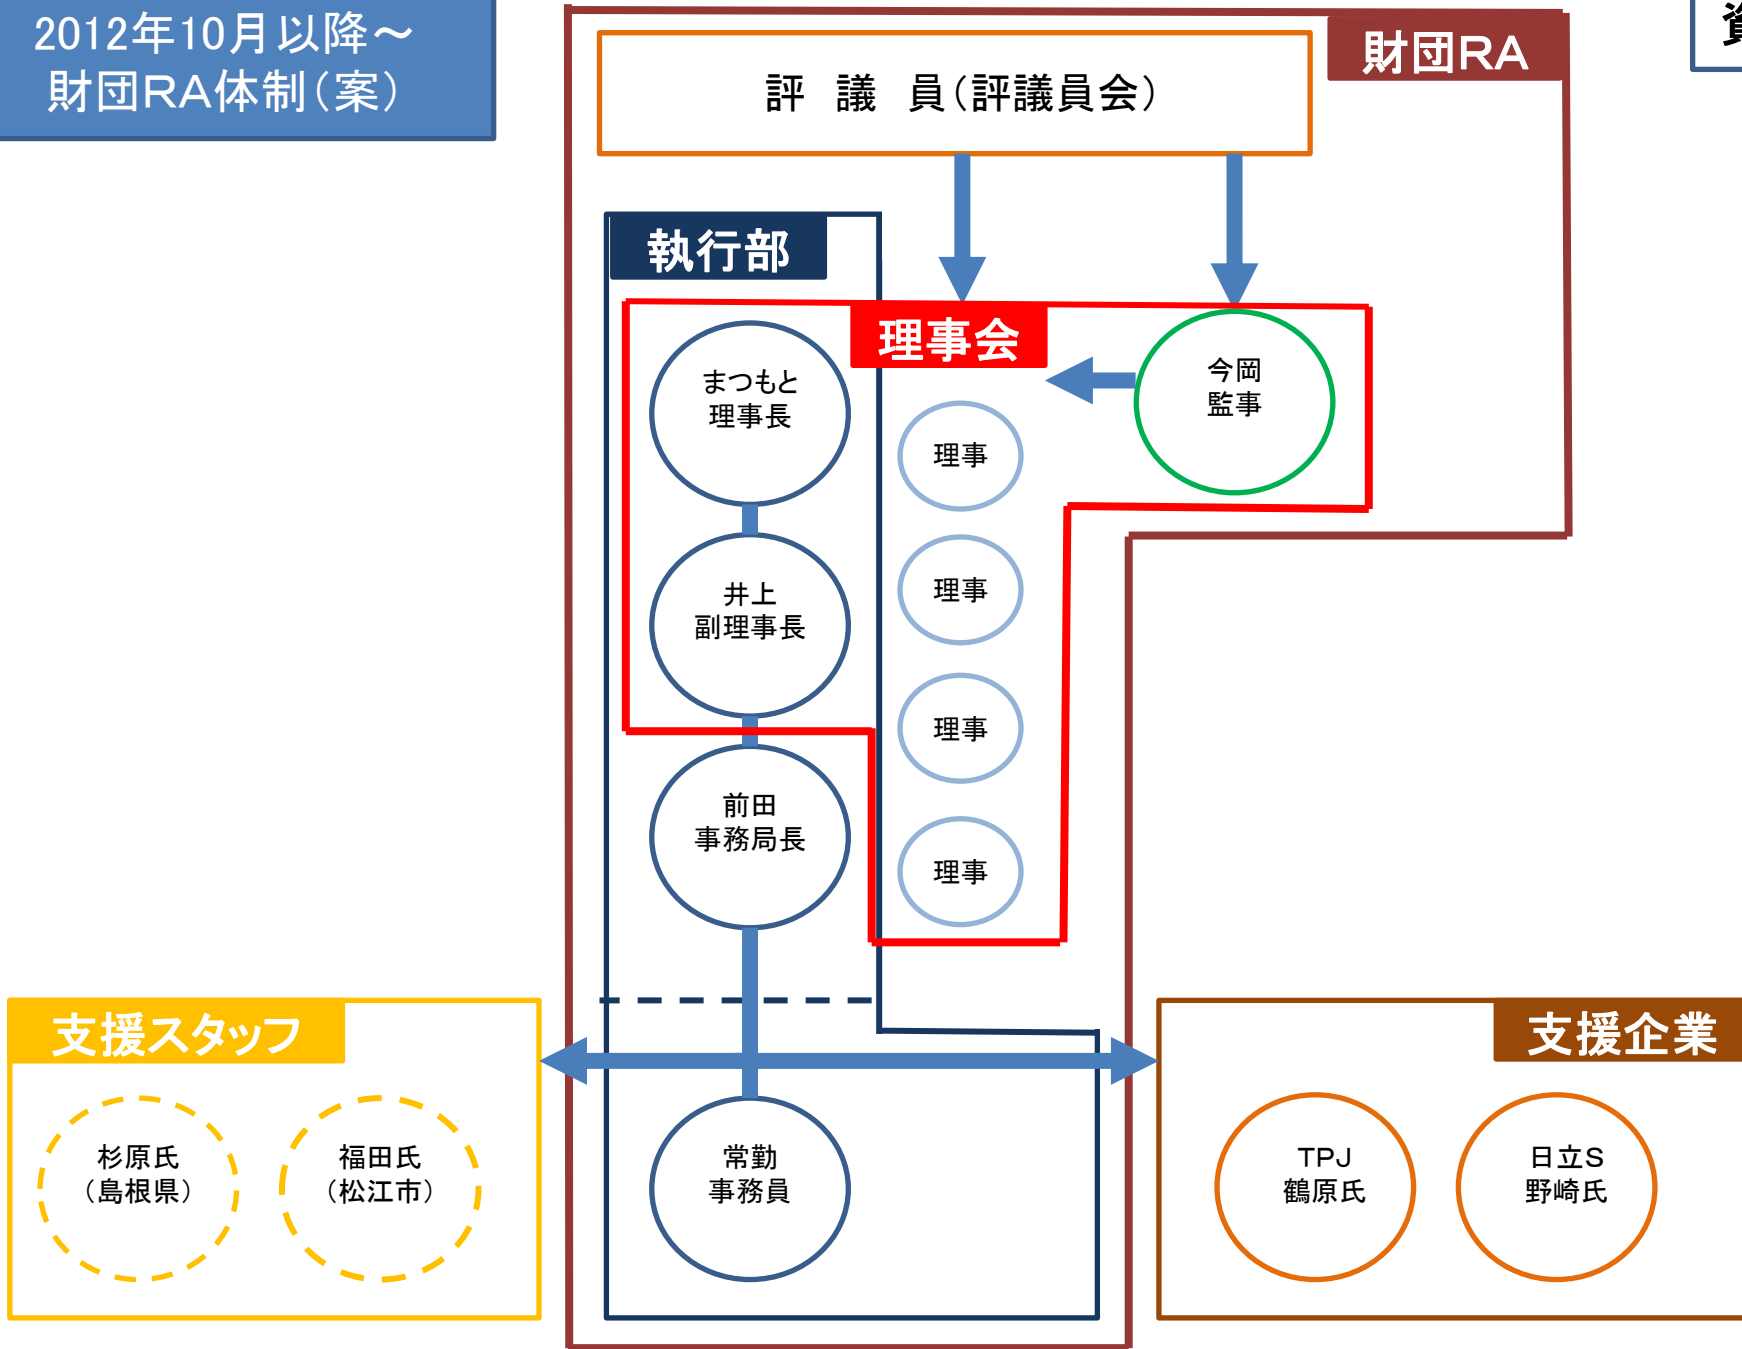 2012年10月以降～
財団RA体制（案）
財団RA
評　議　員（評議員会）
執行部
理事会
まつもと
理事長
今岡
監事
理事
井上
副理事長
理事
理事
前田
事務局長
理事
支援スタッフ
杉原氏
（島根県）
福田氏
（松江市）
常勤
事務員
支援企業
TPJ
鶴原氏
日立S
野崎氏